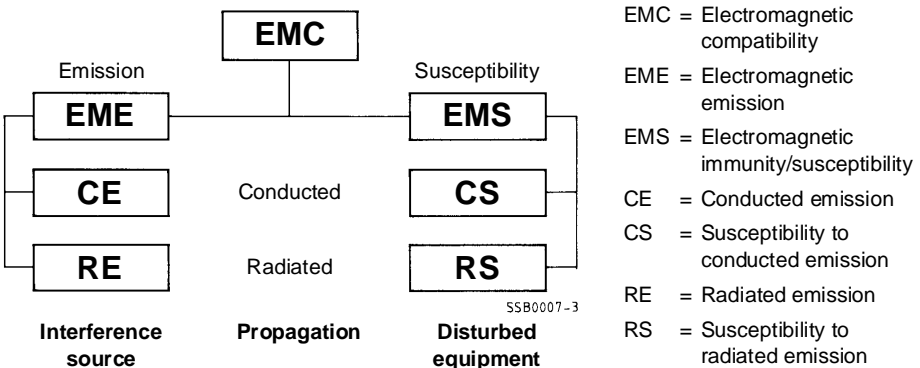 EMC
Emission
Susceptibility
EME
EMS
CE
Conducted
CS
RE
Radiated
RS
SSB0007-3
Interference
source
Propagation
Disturbed
equipment
EMC = Electromagnetic
compatibility
EME = Electromagnetic
emission
EMS = Electromagnetic
immunity/susceptibility
CE = Conducted emission
CS = Susceptibility to
conducted emission
RE = Radiated emission
RS = Susceptibility to
radiated emission